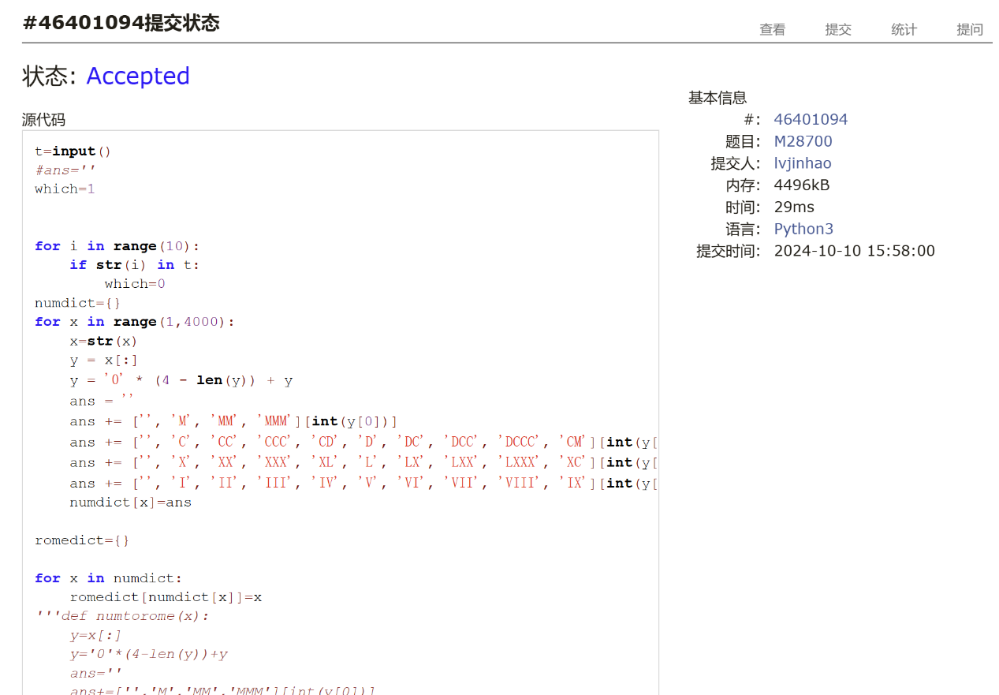 #46401094提交状态
查看 提交 统计 提问
状态: Accepted
基本信息
#: 46401094
题目: M28700
提交人: lvjinhao
内存: 4496kB
时间: 29ms
语言: Python3
提交时间: 2024-10-10 15:58:00
源代码
t=input()
#ans=''
which=1
for i in range(10):
    if str(i) in t:
        which=0
numdict={}
for x in range(1,4000):
    x=str(x)
    y = x[:]
    y = '0' * (4 - len(y)) + y
    ans = ''
    ans += ['', 'M', 'MM', 'MMM'][int(y[0])]
    ans += ['', 'C', 'CC', 'CCC', 'CD', 'D', 'DC', 'DCC', 'DCCC', 'CM'][int(y[
    ans += ['', 'X', 'XX', 'XXX', 'XL', 'L', 'LX', 'LXX', 'LXXX', 'XC'][int(y[
    ans += ['', 'I', 'II', 'III', 'IV', 'V', 'VI', 'VII', 'VIII', 'IX'][int(y[
    numdict[x]=ans
romedict={}
for x in numdict:
    romedict[numdict[x]]=x
'''def numtorome(x):
    y=x[:]
    y='0'*(4-len(y))+y
    ans=''
    ans+=['','M','MM','MMM'][int(y[0])]